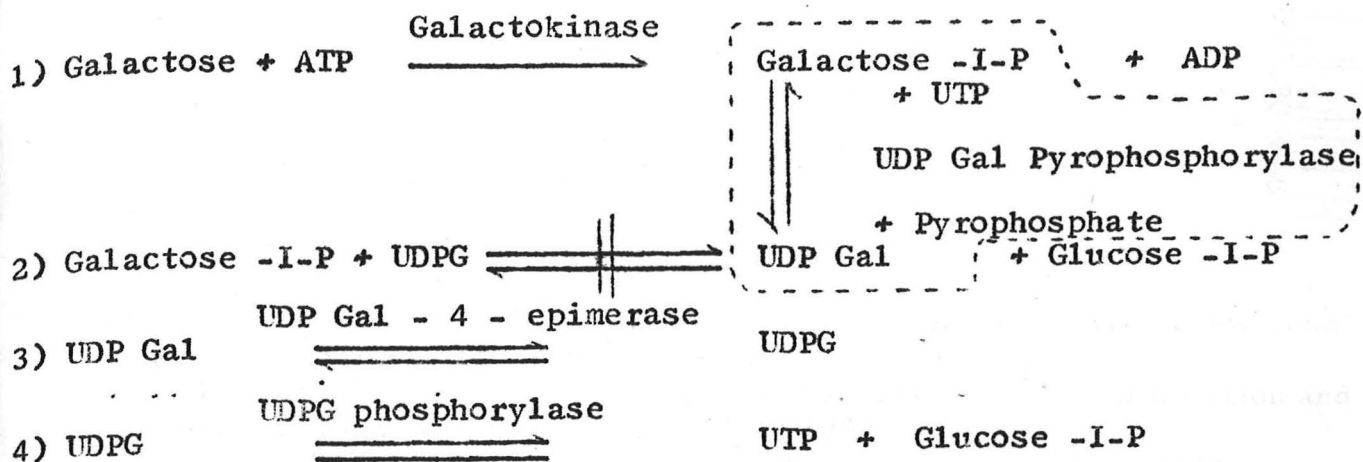 Galactokinase
1) Galactose + ATP Galactose -I-P + ADP
+ UTP
UDP Gal Pyrophosphorylase
+ Pyrophosphate
2) Galactose -I-P + UDPG UDP Gal + Glucose -I-P
UDP Gal - 4 - epimerase
3) UDP Gal UDPG
UDPG phosphorylase
4) UDPG UTP + Glucose -I-P